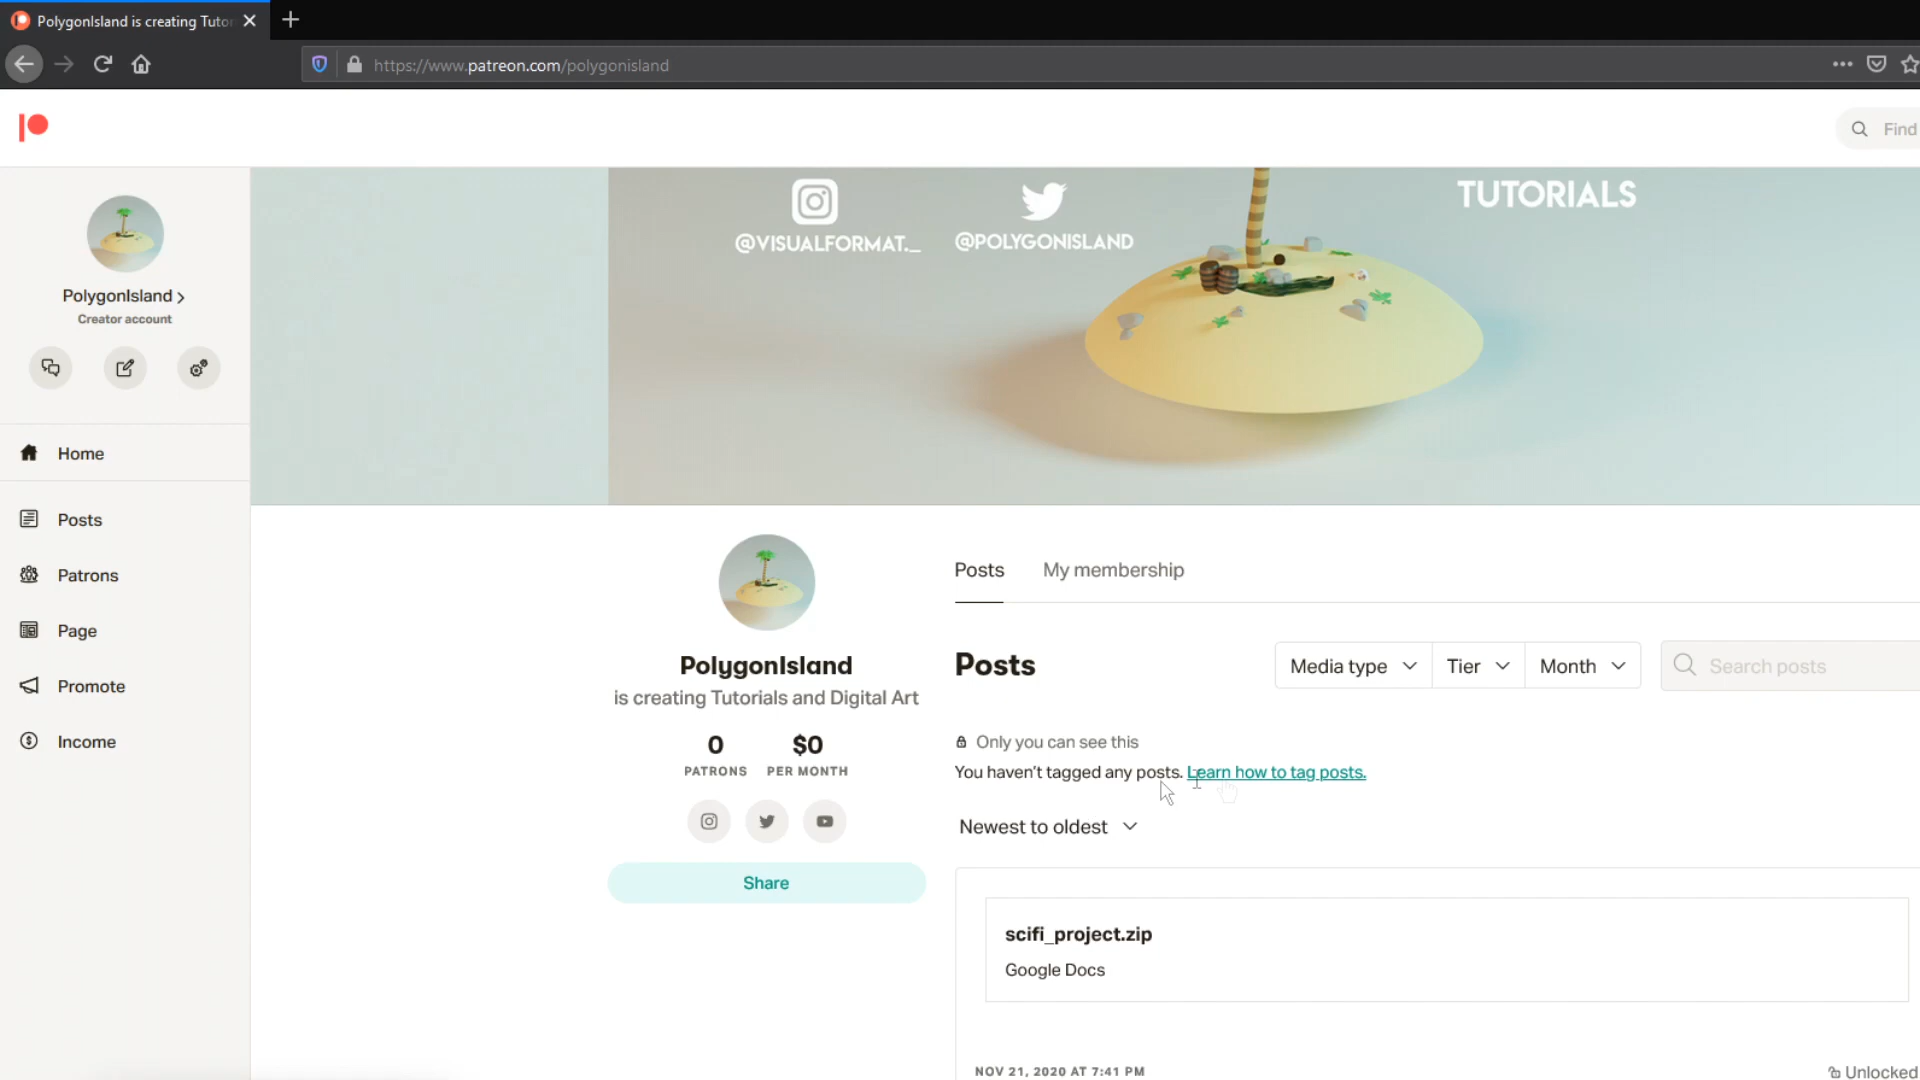 PolygonIsland is creating Tutor
https://www.patreon.com/polygonisland
Find
TUTORIALS
@VISUALFORMAT._
@POLYGONISLAND
PolygonIsland
Creator account
Home
Posts
Patrons
Page
Promote
Income
PolygonIsland
is creating Tutorials and Digital Art
0 $0
PATRONS PER MONTH
Share
Posts My membership
Posts
Media type Tier Month Search posts
Only you can see this
You haven't tagged any posts. Learn how to tag posts.
Newest to oldest
scifi_project.zip
Google Docs
NOV 21, 2020 AT 7:41 PM Unlocked